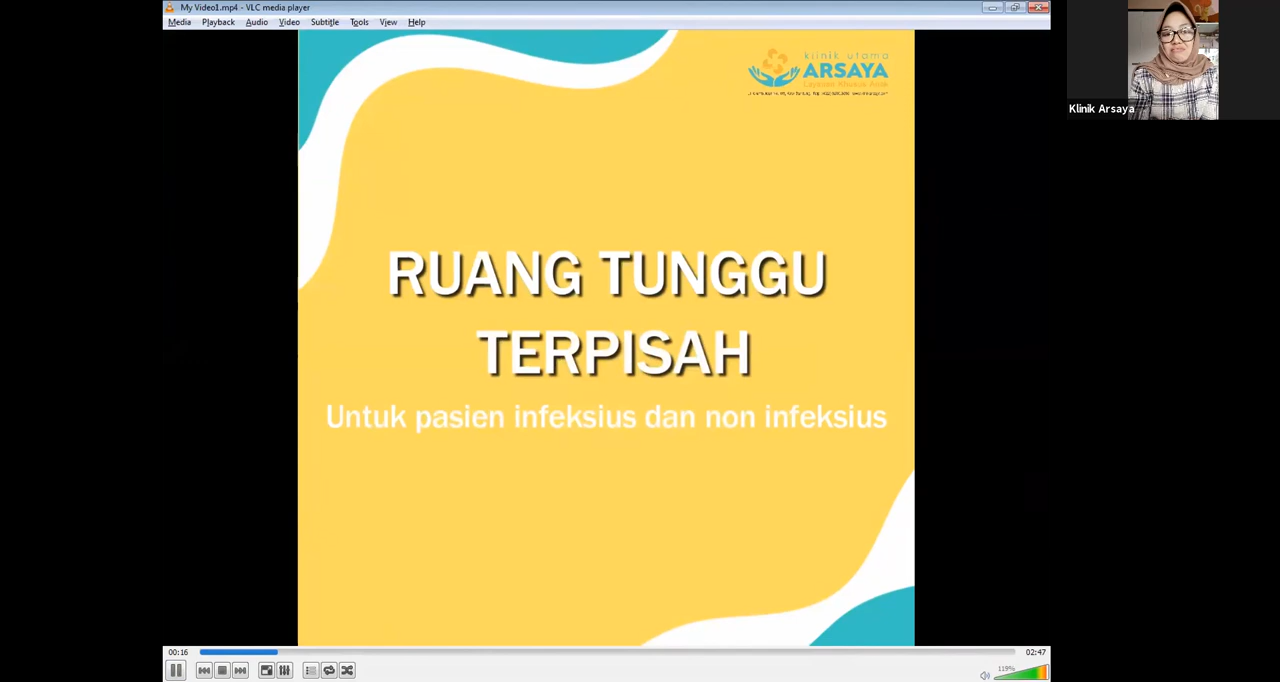 My Video1.mp4 - VLC media player
Media Playback Audio Video Subtitle Tools View Help
klinik utama
ARSAYA
Klinik Arsaya
RUANG TUNGGU
TERPISAH
Untuk pasien infeksius dan non infeksius
00:16
02:47
119%